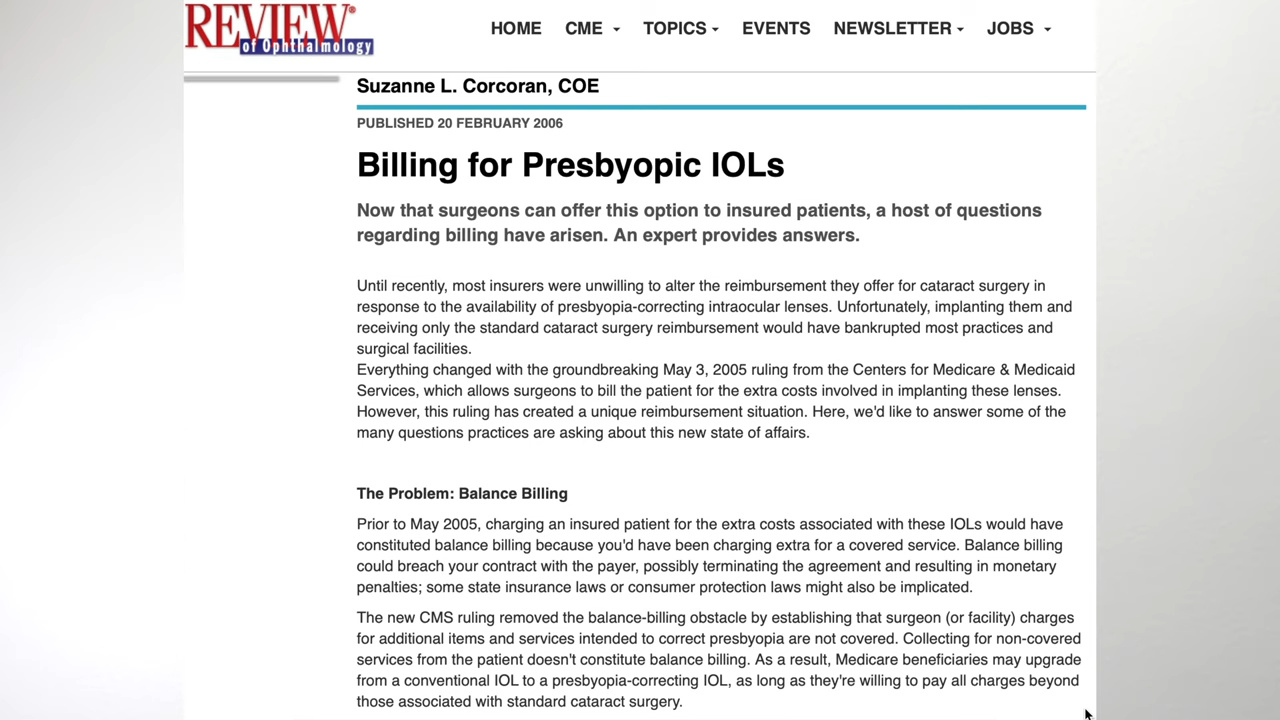 REVIEW®
of Ophthalmology
HOME CME TOPICS EVENTS NEWSLETTER JOBS
Suzanne L. Corcoran, COE
PUBLISHED 20 FEBRUARY 2006
Billing for Presbyopic IOLs
Now that surgeons can offer this option to insured patients, a host of questions
regarding billing have arisen. An expert provides answers.
Until recently, most insurers were unwilling to alter the reimbursement they offer for cataract surgery in
response to the availability of presbyopia-correcting intraocular lenses. Unfortunately, implanting them and
receiving only the standard cataract surgery reimbursement would have bankrupted most practices and
surgical facilities.
Everything changed with the groundbreaking May 3, 2005 ruling from the Centers for Medicare & Medicaid
Services, which allows surgeons to bill the patient for the extra costs involved in implanting these lenses.
However, this ruling has created a unique reimbursement situation. Here, we'd like to answer some of the
many questions practices are asking about this new state of affairs.
The Problem: Balance Billing
Prior to May 2005, charging an insured patient for the extra costs associated with these IOLs would have
constituted balance billing because you'd have been charging extra for a covered service. Balance billing
could breach your contract with the payer, possibly terminating the agreement and resulting in monetary
penalties; some state insurance laws or consumer protection laws might also be implicated.
The new CMS ruling removed the balance-billing obstacle by establishing that surgeon (or facility) charges
for additional items and services intended to correct presbyopia are not covered. Collecting for non-covered
services from the patient doesn't constitute balance billing. As a result, Medicare beneficiaries may upgrade
from a conventional IOL to a presbyopia-correcting IOL, as long as they're willing to pay all charges beyond
those associated with standard cataract surgery.